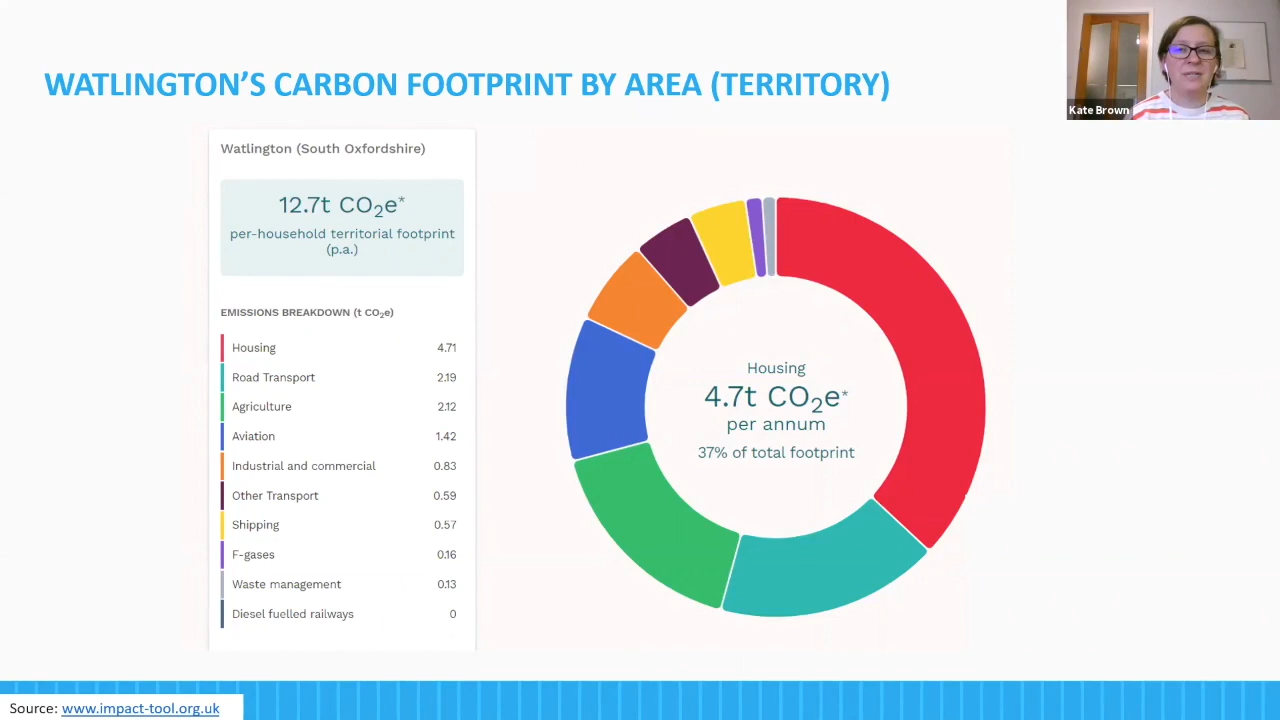 WATLINGTON’S CARBON FOOTPRINT BY AREA (TERRITORY)
Kate Brown
Watlington (South Oxfordshire)
12.7t CO₂e*
per-household territorial footprint
(p.a.)
EMISSIONS BREAKDOWN (t CO₂e)
Housing 4.71
Road Transport 2.19
Agriculture 2.12
Aviation 1.42
Industrial and commercial 0.83
Other Transport 0.59
Shipping 0.57
F-gases 0.16
Waste management 0.13
Diesel fuelled railways 0
Housing
4.7t CO₂e*
per annum
37% of total footprint
Source: www.impact-tool.org.uk